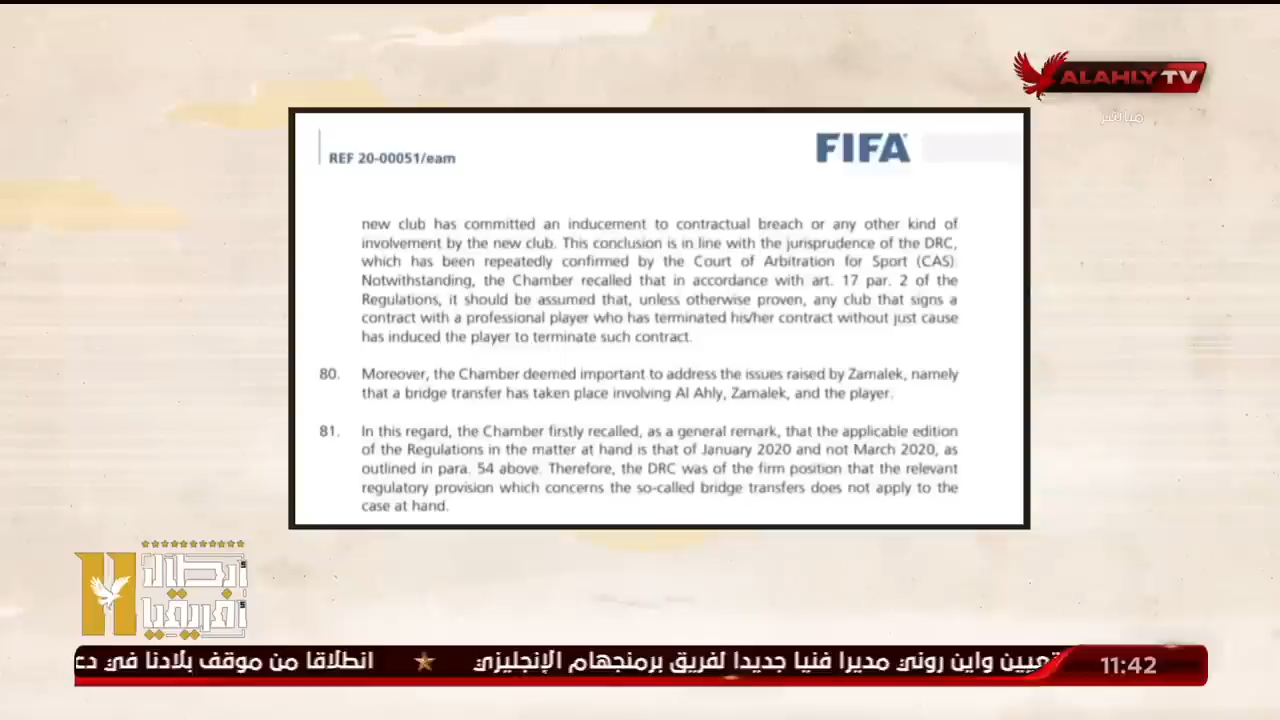 ALAHLY TV
مباشر
REF 20-00051/eam
FIFA
new club has committed an inducement to contractual breach or any other kind of
involvement by the new club. This conclusion is in line with the jurisprudence of the DRC,
which has been repeatedly confirmed by the Court of Arbitration for Sport (CAS).
Notwithstanding, the Chamber recalled that in accordance with art. 17 par. 2 of the
Regulations, it should be assumed that, unless otherwise proven, any club that signs a
contract with a professional player who has terminated his/her contract without just cause
has induced the player to terminate such contract.
80. Moreover, the Chamber deemed important to address the issues raised by Zamalek, namely
that a bridge transfer has taken place involving Al Ahly, Zamalek, and the player.
81. In this regard, the Chamber firstly recalled, as a general remark, that the applicable edition
of the Regulations in the matter at hand is that of January 2020 and not March 2020, as
outlined in para. 54 above. Therefore, the DRC was of the firm position that the relevant
regulatory provision which concerns the so-called bridge transfers does not apply to the
case at hand.
11
أبطال
أفريقيا
تعيين واين روني مديرا فنيا جديدا لفريق برمنجهام الإنجليزي ★ انطلاقا من موقف بلادنا في
11:42